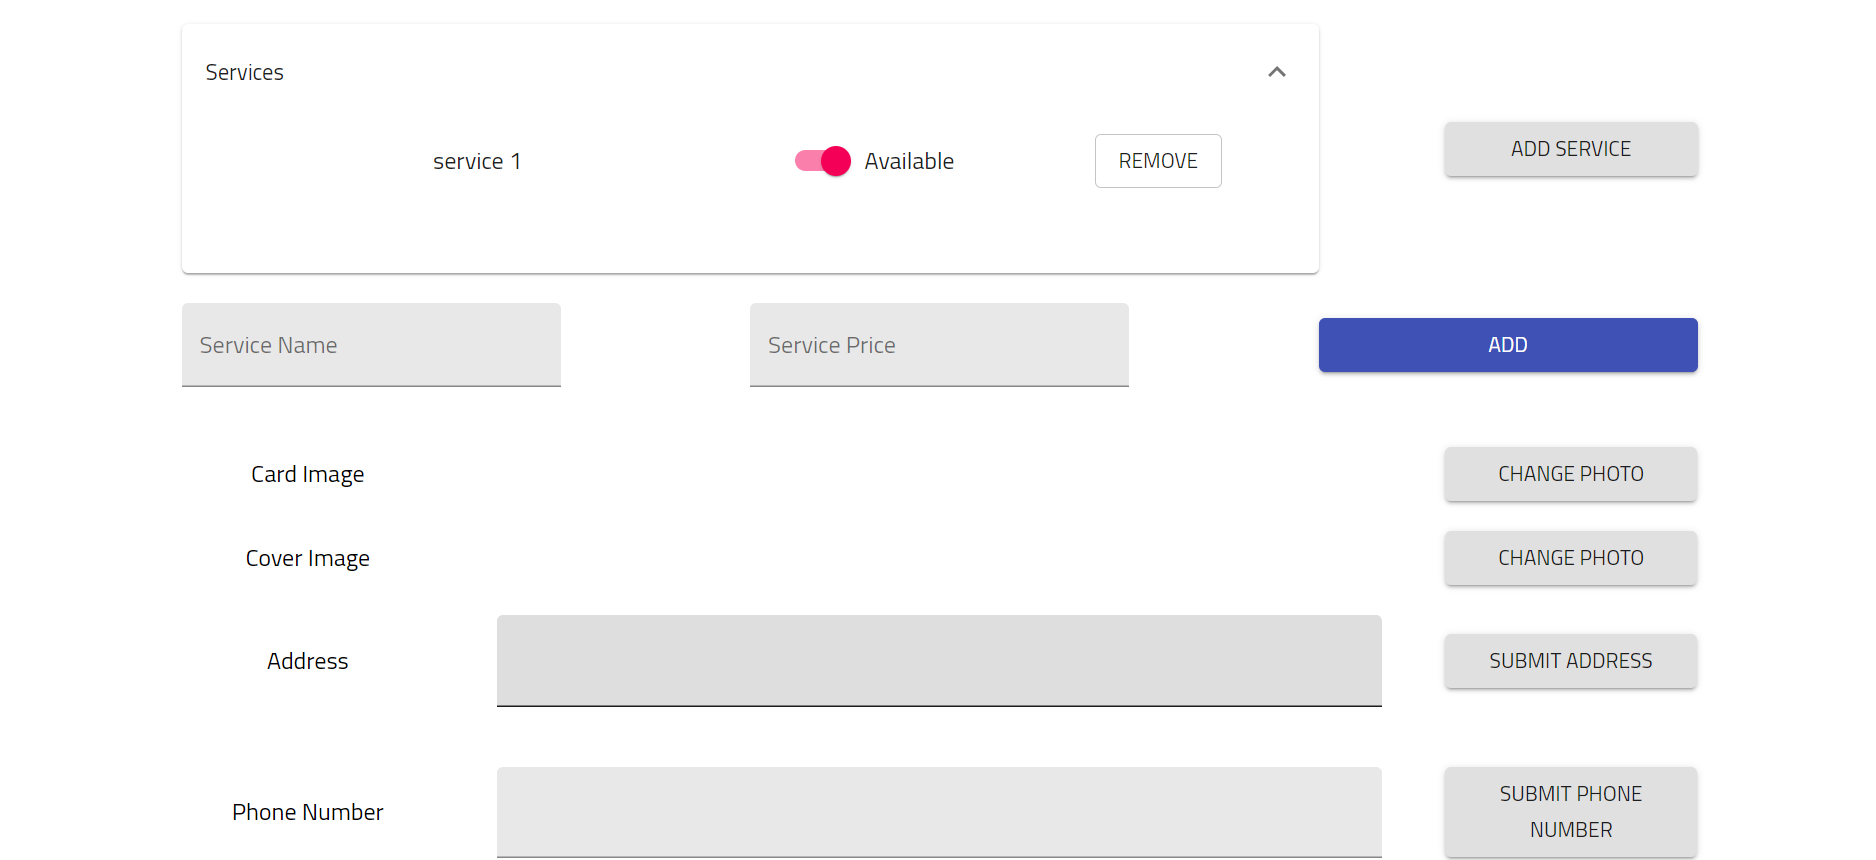 Services
service 1 Available REMOVE
ADD SERVICE
Service Name Service Price ADD
Card Image CHANGE PHOTO
Cover Image CHANGE PHOTO
Address SUBMIT ADDRESS
Phone Number SUBMIT PHONE
NUMBER